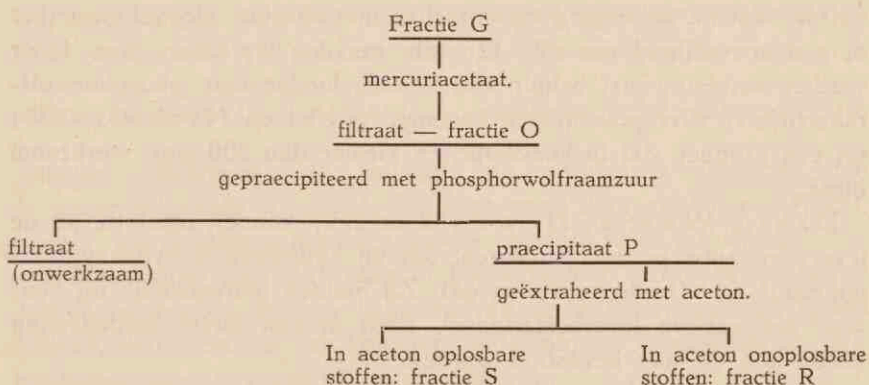 Fractie G
mercuriacetaat.
filtraat — fractie O
gepraecipiteerd met phosphorwolfraamzuur
filtraat
(onwerkzaam)
praecipitaat P
geëxtraheerd met aceton.
In aceton oplosbare
stoffen: fractie S
In aceton onoplosbare
stoffen: fractie R